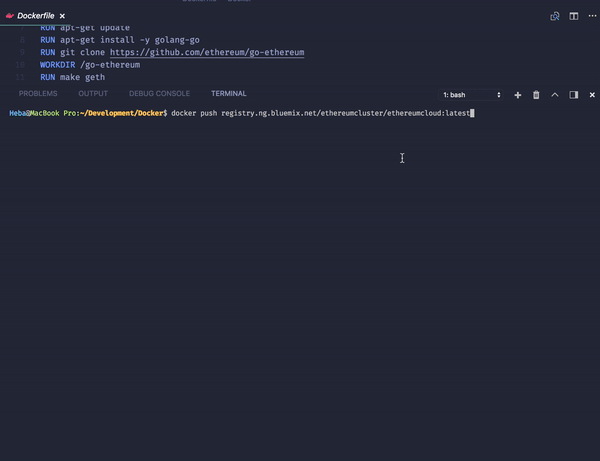 Dockerfile
RUN apt-get update
8 RUN apt-get install -y golang-go
9 RUN git clone https://github.com/ethereum/go-ethereum
10 WORKDIR /go-ethereum
11 RUN make geth
PROBLEMS OUTPUT DEBUG CONSOLE TERMINAL 1: bash
Heba@MacBook Pro:~/Development/Docker$ docker push registry.ng.bluemix.net/ethereumcluster/ethereumcloud:latest